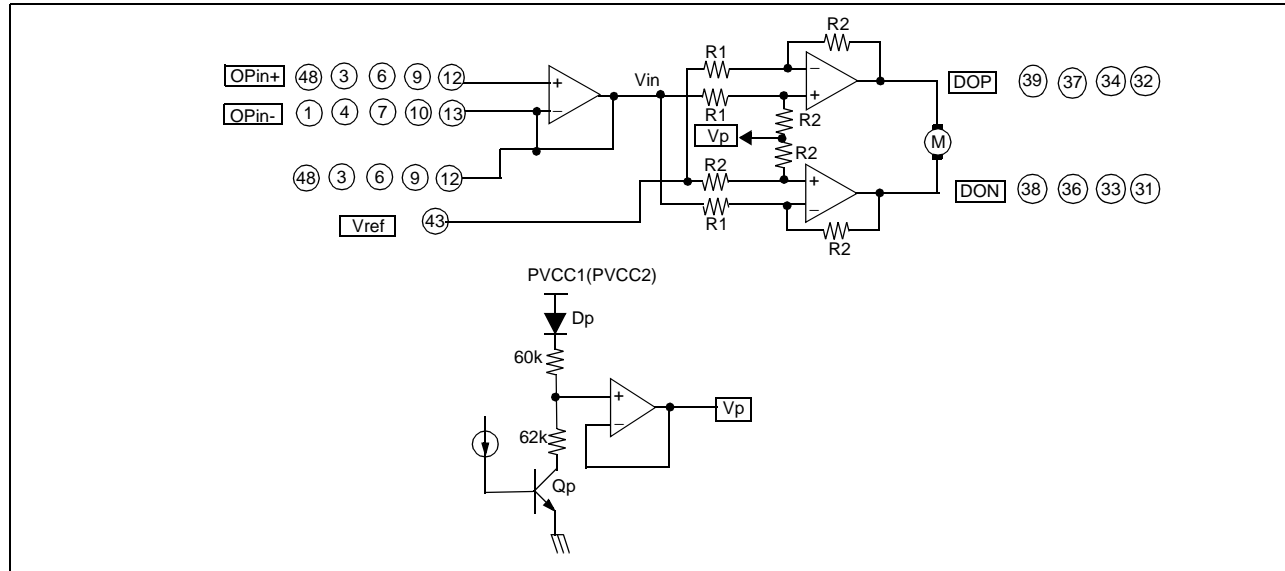 R2
R1
OPin+ 48 3 6 9 12 + − Vin − + DOP 39 37 34 32
OPin- 1 4 7 10 13 R1 R2
Vp M
R2
48 3 6 9 12 R2 + − DON 38 36 33 31
Vref 43 R1 R2
PVCC1(PVCC2)
Dp
60k
+ − Vp
62k
Qp